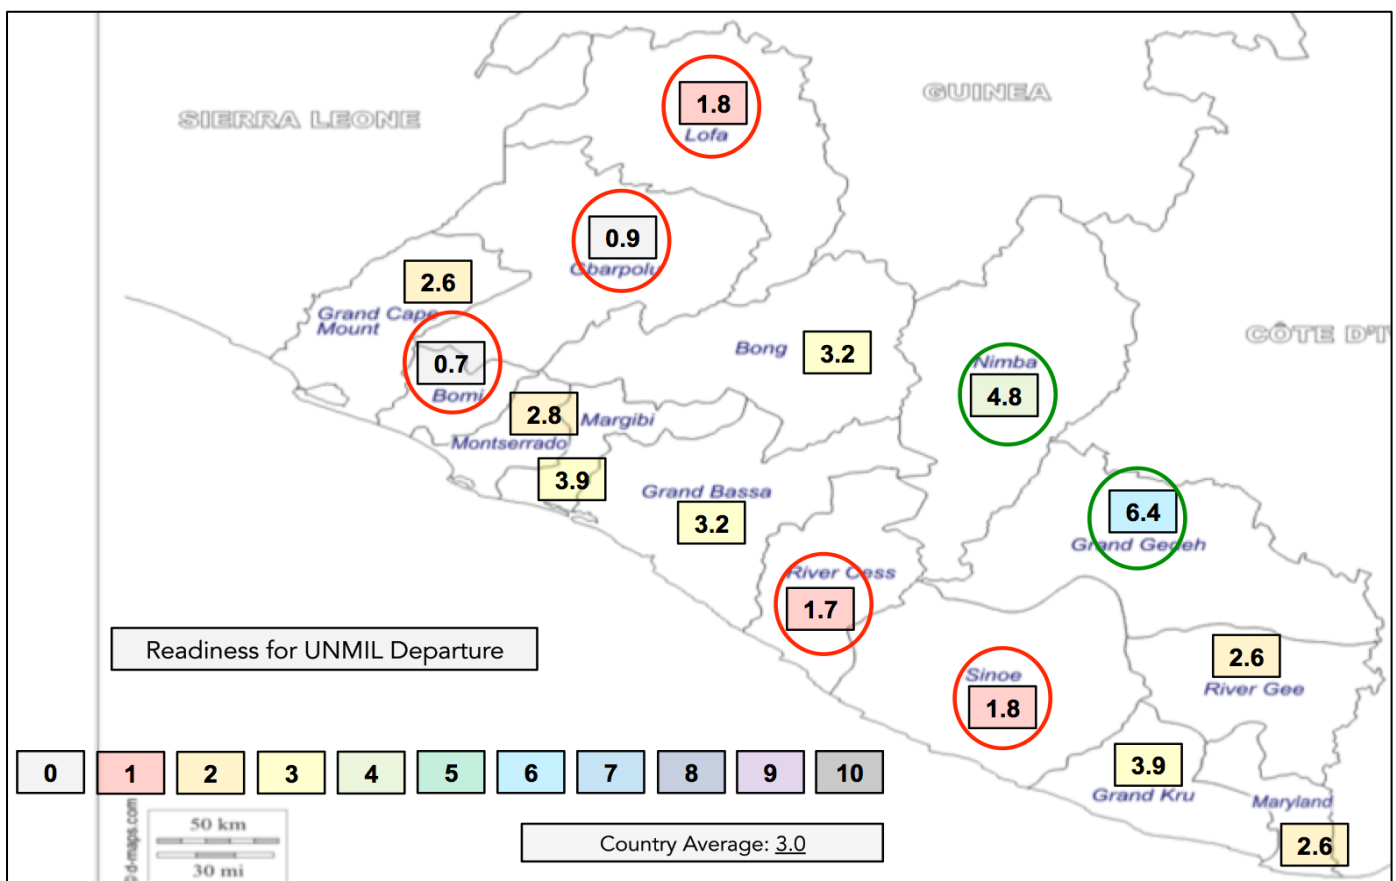 1.8
Lofa
GUINEA
SIERRA LEONE
0.9
Gbarpolu
2.6
Grand Cape
Mount
0.7
Bomi
Bong
3.2
CÔTE D'I
Nimba
4.8
2.8
Margibi
Montserrado
3.9
Grand Bassa
3.2
6.4
Grand Gedeh
River Cess
1.7
Readiness for UNMIL Departure
2.6
River Gee
Sinoe
1.8
3.9
Grand Kru
Maryland
2.6
0 1 2 3 4 5 6 7 8 9 10
© d-maps.com
50 km
30 mi
Country Average: 3.0